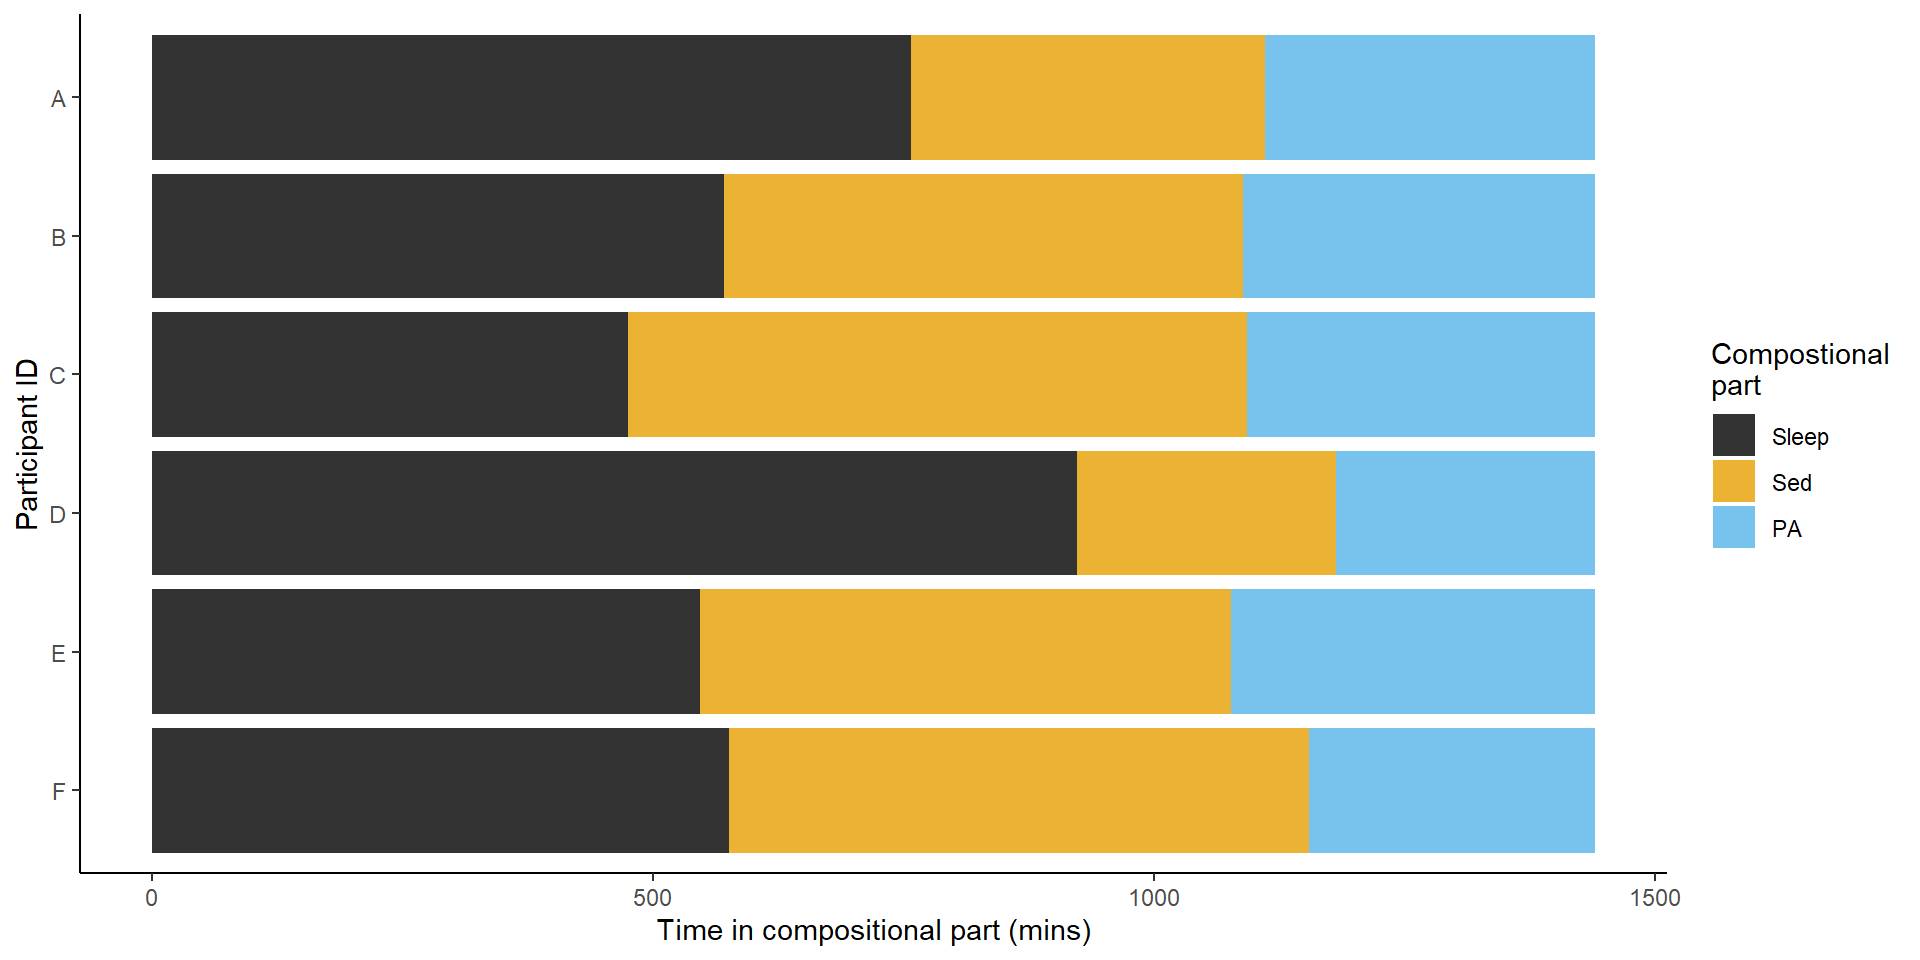 A
B
C
D
E
F
Participant ID
0 500 1000 1500
Time in compositional part (mins)
Compostional
part
Sleep
Sed
PA